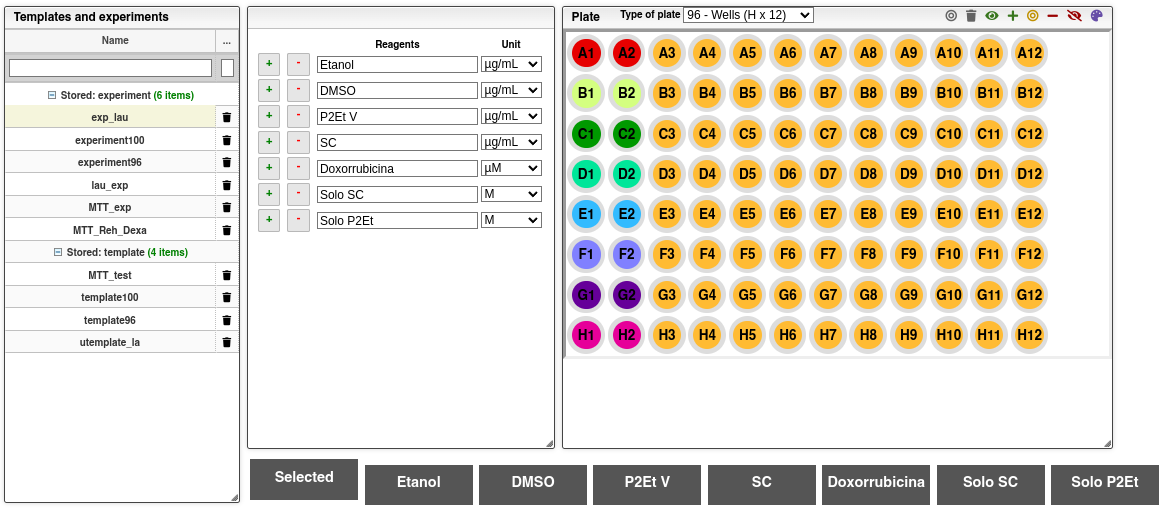 Templates and experiments
Name ...
Stored: experiment (6 items)
exp_lau
experiment100
experiment96
lau_exp
MTT_exp
MTT_Reh_Dexa
Stored: template (4 items)
MTT_test
template100
template96
utemplate_la
Reagents Unit
+ - Etanol µg/mL
+ - DMSO µg/mL
+ - P2Et V µg/mL
+ - SC µg/mL
+ - Doxorrubicina µM
+ - Solo SC M
+ - Solo P2Et M
Plate Type of plate 96 - Wells (H x 12)
A1 A2 A3 A4 A5 A6 A7 A8 A9 A10 A11 A12
B1 B2 B3 B4 B5 B6 B7 B8 B9 B10 B11 B12
C1 C2 C3 C4 C5 C6 C7 C8 C9 C10 C11 C12
D1 D2 D3 D4 D5 D6 D7 D8 D9 D10 D11 D12
E1 E2 E3 E4 E5 E6 E7 E8 E9 E10 E11 E12
F1 F2 F3 F4 F5 F6 F7 F8 F9 F10 F11 F12
G1 G2 G3 G4 G5 G6 G7 G8 G9 G10 G11 G12
H1 H2 H3 H4 H5 H6 H7 H8 H9 H10 H11 H12
Selected Etanol DMSO P2Et V SC Doxorrubicina Solo SC Solo P2Et